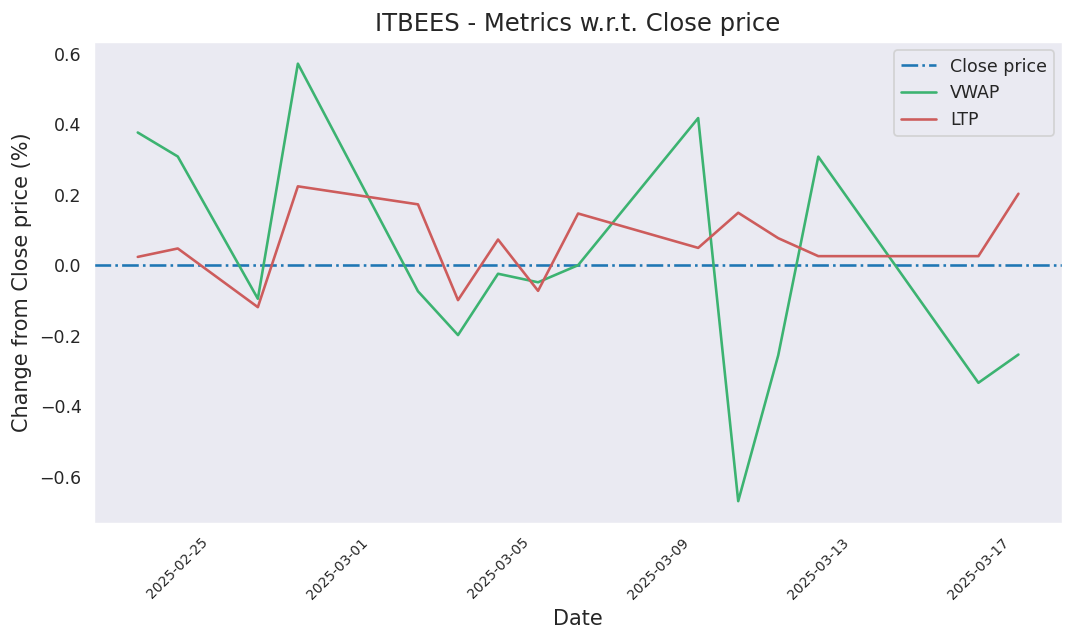 ITBEES - Metrics w.r.t. Close price
Close price
VWAP
LTP
Change from Close price (%)
0.6
0.4
0.2
0.0
−0.2
−0.4
−0.6
2025-02-25
2025-03-01
2025-03-05
2025-03-09
2025-03-13
2025-03-17
Date